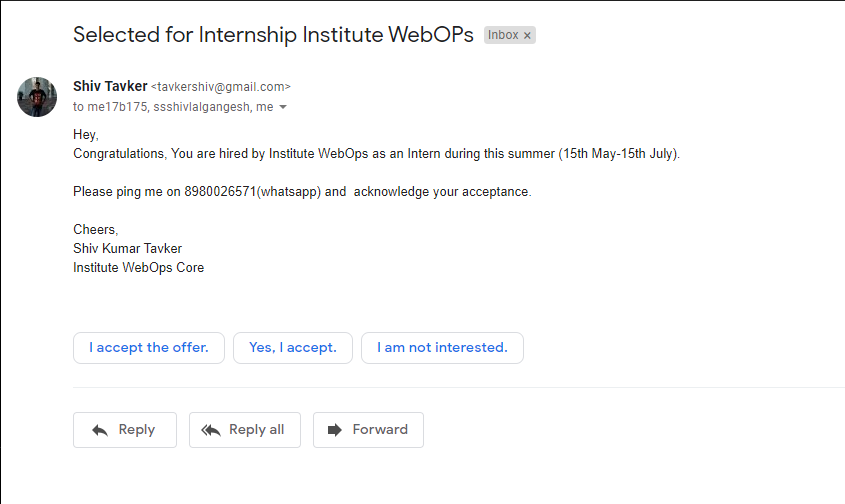 Selected for Internship Institute WebOPs Inbox ×
Shiv Tavker <tavkershiv@gmail.com>
to me17b175, ssshivlalgangesh, me
Hey,
Congratulations, You are hired by Institute WebOps as an Intern during this summer (15th May-15th July).
Please ping me on 8980026571(whatsapp) and  acknowledge your acceptance.
Cheers,
Shiv Kumar Tavker
Institute WebOps Core
I accept the offer. Yes, I accept. I am not interested.
Reply Reply all Forward